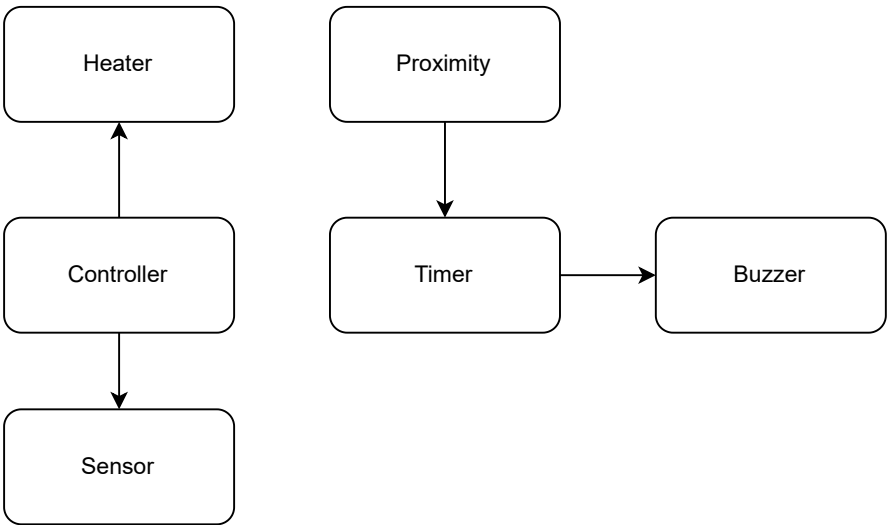 Heater
Proximity
Controller
Timer
Buzzer
Sensor